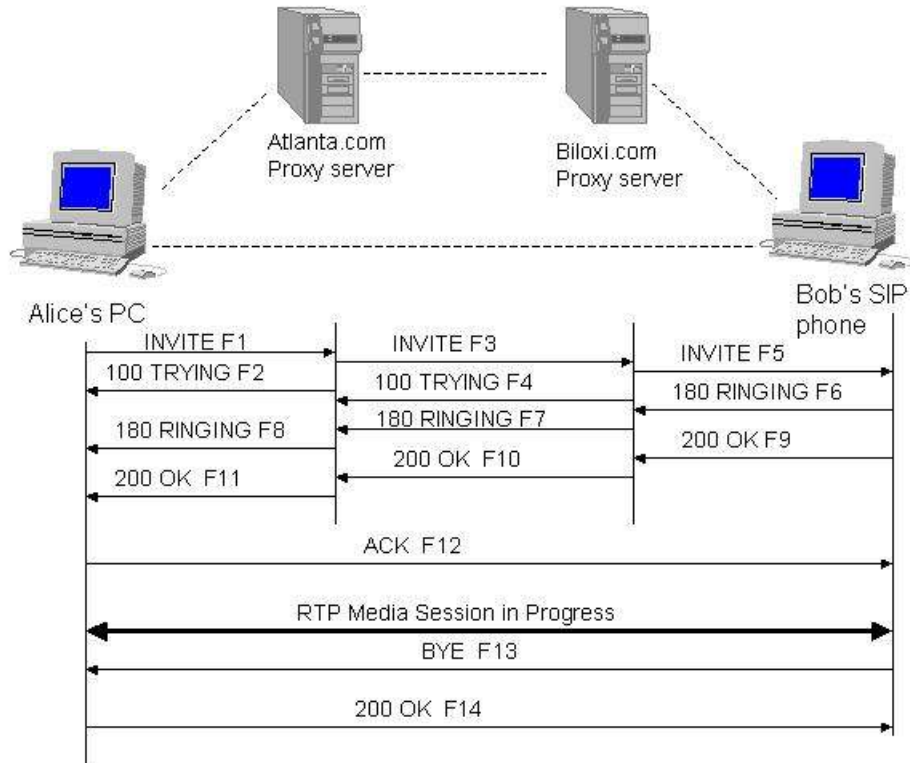 Atlanta.com
Proxy server
Biloxi.com
Proxy server
Alice's PC
Bob's SIP
phone
INVITE F1
INVITE F3
INVITE F5
100 TRYING F2
100 TRYING F4
180 RINGING F6
180 RINGING F7
180 RINGING F8
200 OK F9
200 OK F10
200 OK F11
ACK F12
RTP Media Session in Progress
BYE F13
200 OK F14